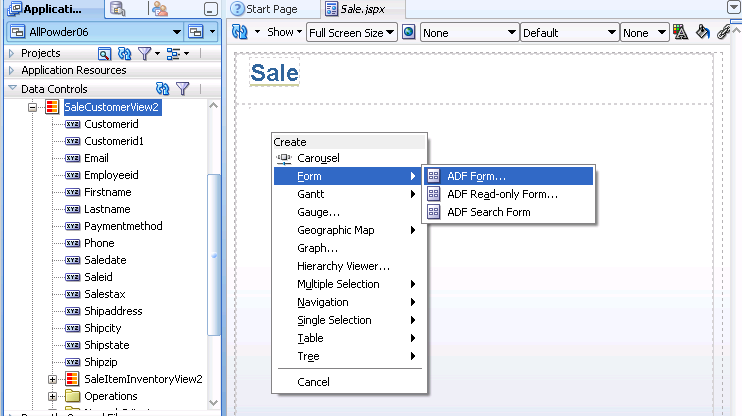 Applicati...
AllPowder06
Projects
Application Resources
Data Controls
SaleCustomerView2
Customerid
Customerid1
Email
Employeeid
Firstname
Lastname
Paymentmethod
Phone
Saledate
Saleid
Salestax
Shipaddress
Shipcity
Shipstate
Shipzip
SaleItemInventoryView2
Operations
Start Page
Sale.jspx
Show
Full Screen Size
None
Default
None
Sale
Create
Carousel
Form
Gantt
Gauge...
Geographic Map
Graph...
Hierarchy Viewer...
Multiple Selection
Navigation
Single Selection
Table
Tree
Cancel
ADF Form...
ADF Read-only Form...
ADF Search Form